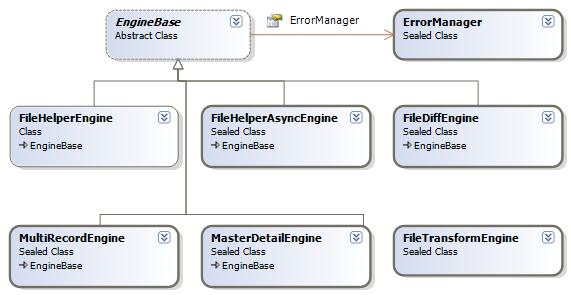 EngineBase
Abstract Class
ErrorManager
ErrorManager
Sealed Class
FileHelperEngine
Class
EngineBase
FileHelperAsyncEngine
Sealed Class
EngineBase
FileDiffEngine
Sealed Class
EngineBase
MultiRecordEngine
Sealed Class
EngineBase
MasterDetailEngine
Sealed Class
EngineBase
FileTransformEngine
Sealed Class